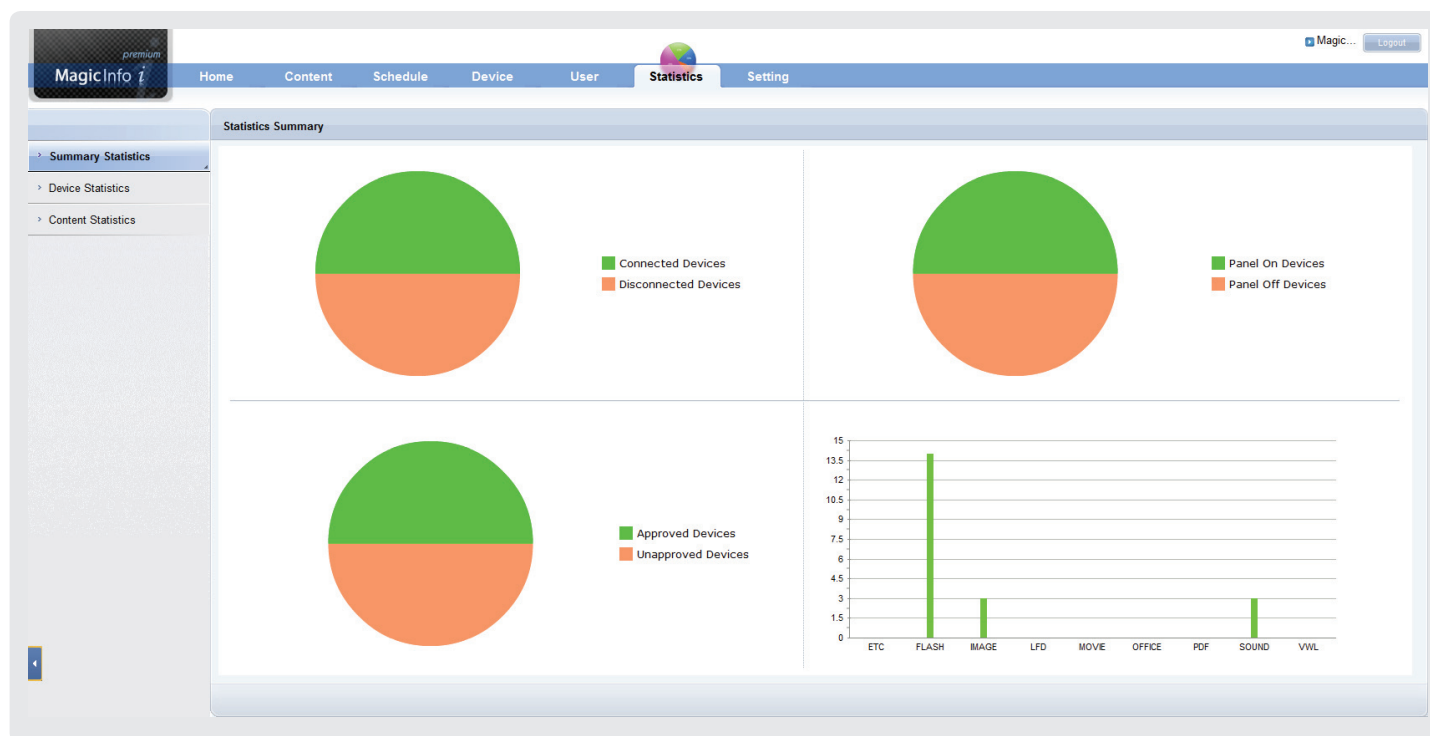 premium
MagicInfo i
Magic... Logout
Home Content Schedule Device User Statistics Setting
Statistics Summary
Summary Statistics
Device Statistics
Content Statistics
Connected Devices
Disconnected Devices
Panel On Devices
Panel Off Devices
Approved Devices
Unapproved Devices
15
13.5
12
10.5
9
7.5
6
4.5
3
1.5
0
ETC FLASH IMAGE LFD MOVIE OFFICE PDF SOUND VWL